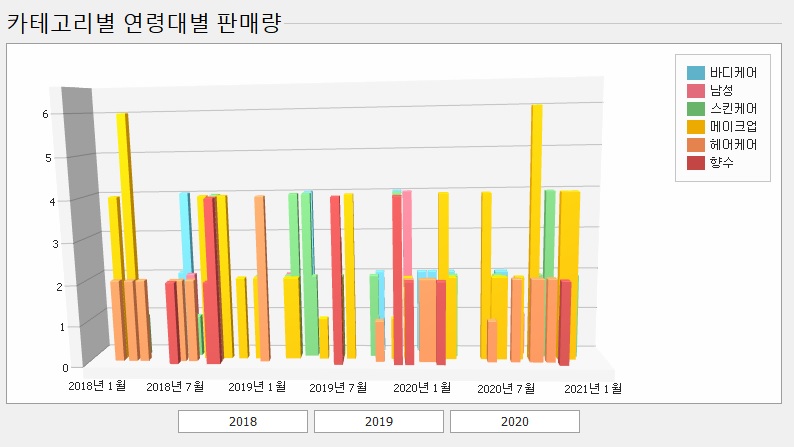 카테고리별 연령대별 판매량
바디케어
남성
스킨케어
메이크업
헤어케어
향수
6
5
4
3
2
1
0
2018년 1월 2018년 7월 2019년 1월 2019년 7월 2020년 1월 2020년 7월 2021년 1월
2018 2019 2020